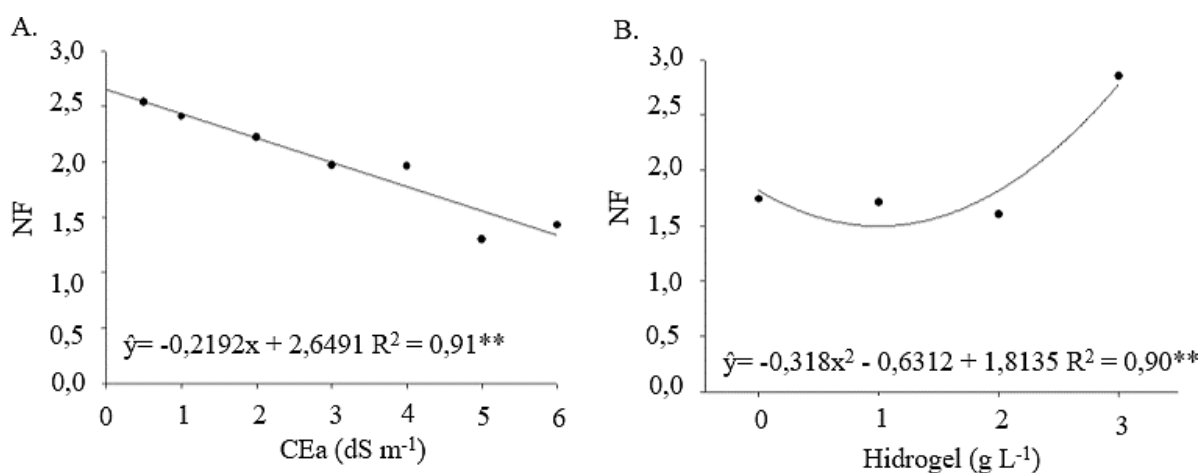 A.
3,0
2,5
2,0
1,5
1,0
0,5
0,0
NF
ŷ= -0,2192x + 2,6491 R² = 0,91**
0 1 2 3 4 5 6
CEa (dS m⁻¹)
B.
3,0
2,5
2,0
1,5
1,0
0,5
0,0
NF
ŷ= -0,318x² - 0,6312 + 1,8135 R² = 0,90**
0 1 2 3
Hidrogel (g L⁻¹)